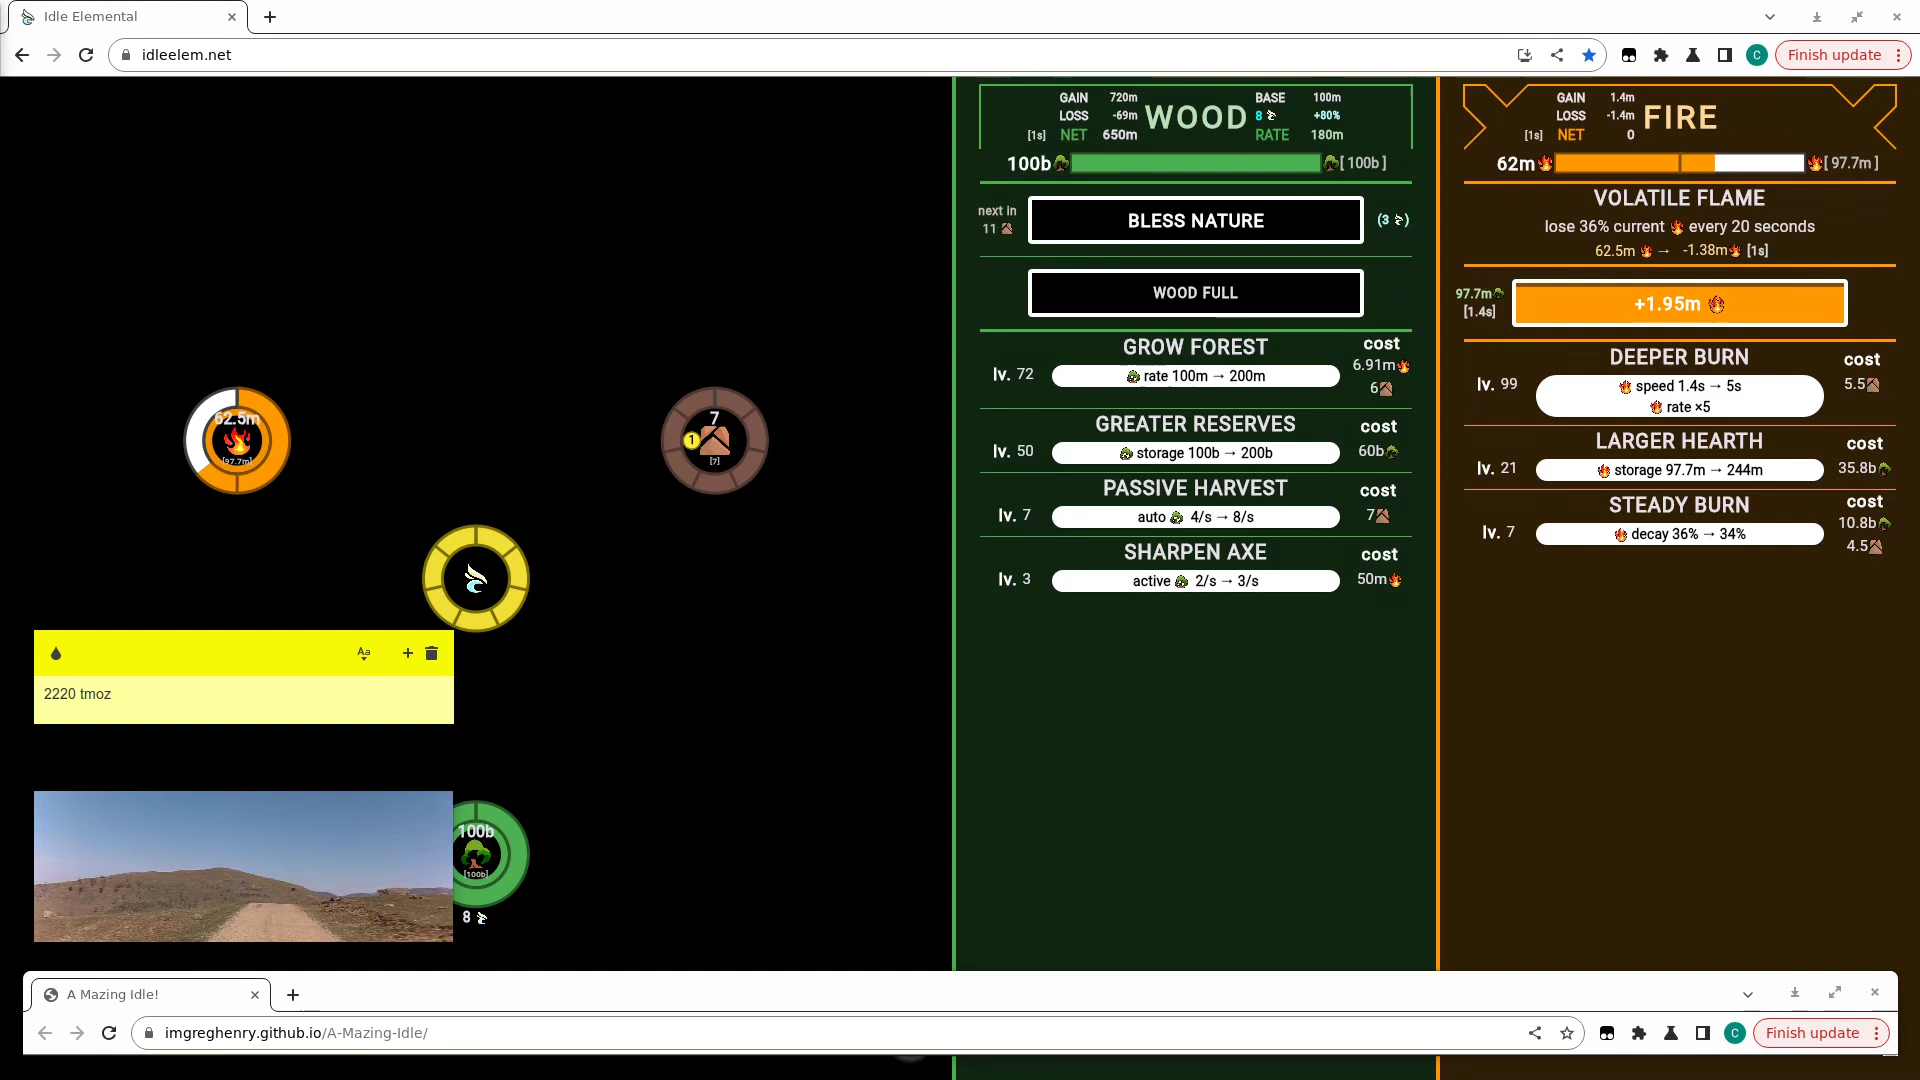 Idle Elemental
idleelem.net
C
Finish update
62.5m
[97.7m]
7
1
[7]
2220 tmoz
Aa
100b
[100b]
8
GAIN 720m
LOSS -69m
[1s] NET 650m
WOOD
BASE 100m
8 +80%
RATE 180m
100b
[ 100b ]
next in
11
BLESS NATURE
(3 )
WOOD FULL
GROW FOREST
lv. 72
rate 100m → 200m
cost
6.91m
6
GREATER RESERVES
lv. 50
storage 100b → 200b
cost
60b
PASSIVE HARVEST
lv. 7
auto 4/s → 8/s
cost
7
SHARPEN AXE
lv. 3
active 2/s → 3/s
cost
50m
GAIN 1.4m
LOSS -1.4m
[1s] NET 0
FIRE
62m
[ 97.7m ]
VOLATILE FLAME
lose 36% current every 20 seconds
62.5m → -1.38m [1s]
97.7m
[1.4s]
+1.95m
DEEPER BURN
lv. 99
speed 1.4s → 5s
rate ×5
cost
5.5
LARGER HEARTH
lv. 21
storage 97.7m → 244m
cost
35.8b
STEADY BURN
lv. 7
decay 36% → 34%
cost
10.8b
4.5
A Mazing Idle!
imgreghenry.github.io/A-Mazing-Idle/
C
Finish update